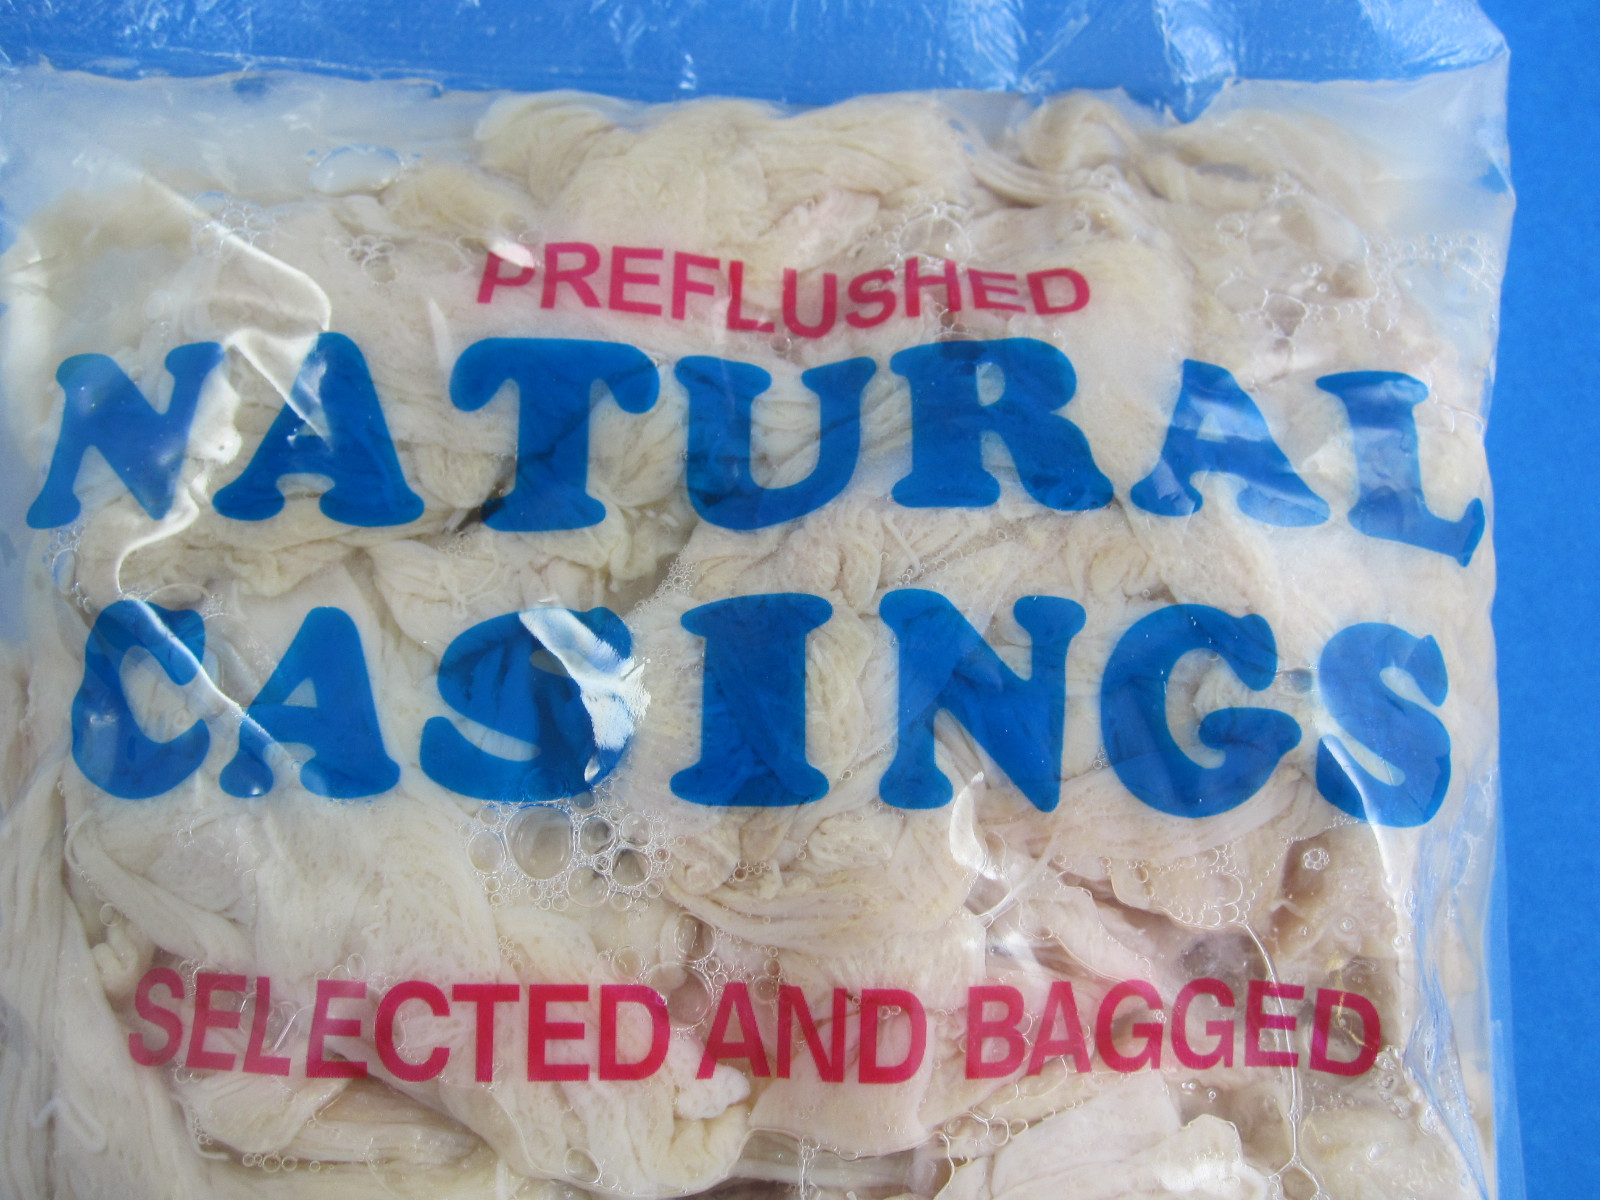 PREFLUSHED
NATURAL
CASINGS
SELECTED AND BAGGED